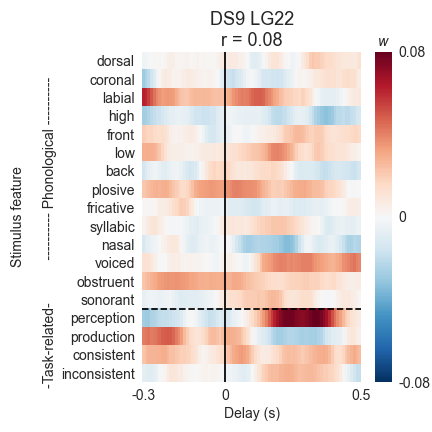 DS9 LG22
r = 0.08
w
dorsal
coronal
labial
high
front
low
back
plosive
fricative
syllabic
nasal
voiced
obstruent
sonorant
perception
production
consistent
inconsistent
Stimulus feature
---------- Phonological ----------
-Task-related-
0.08
0
-0.08
-0.3 0 0.5
Delay (s)